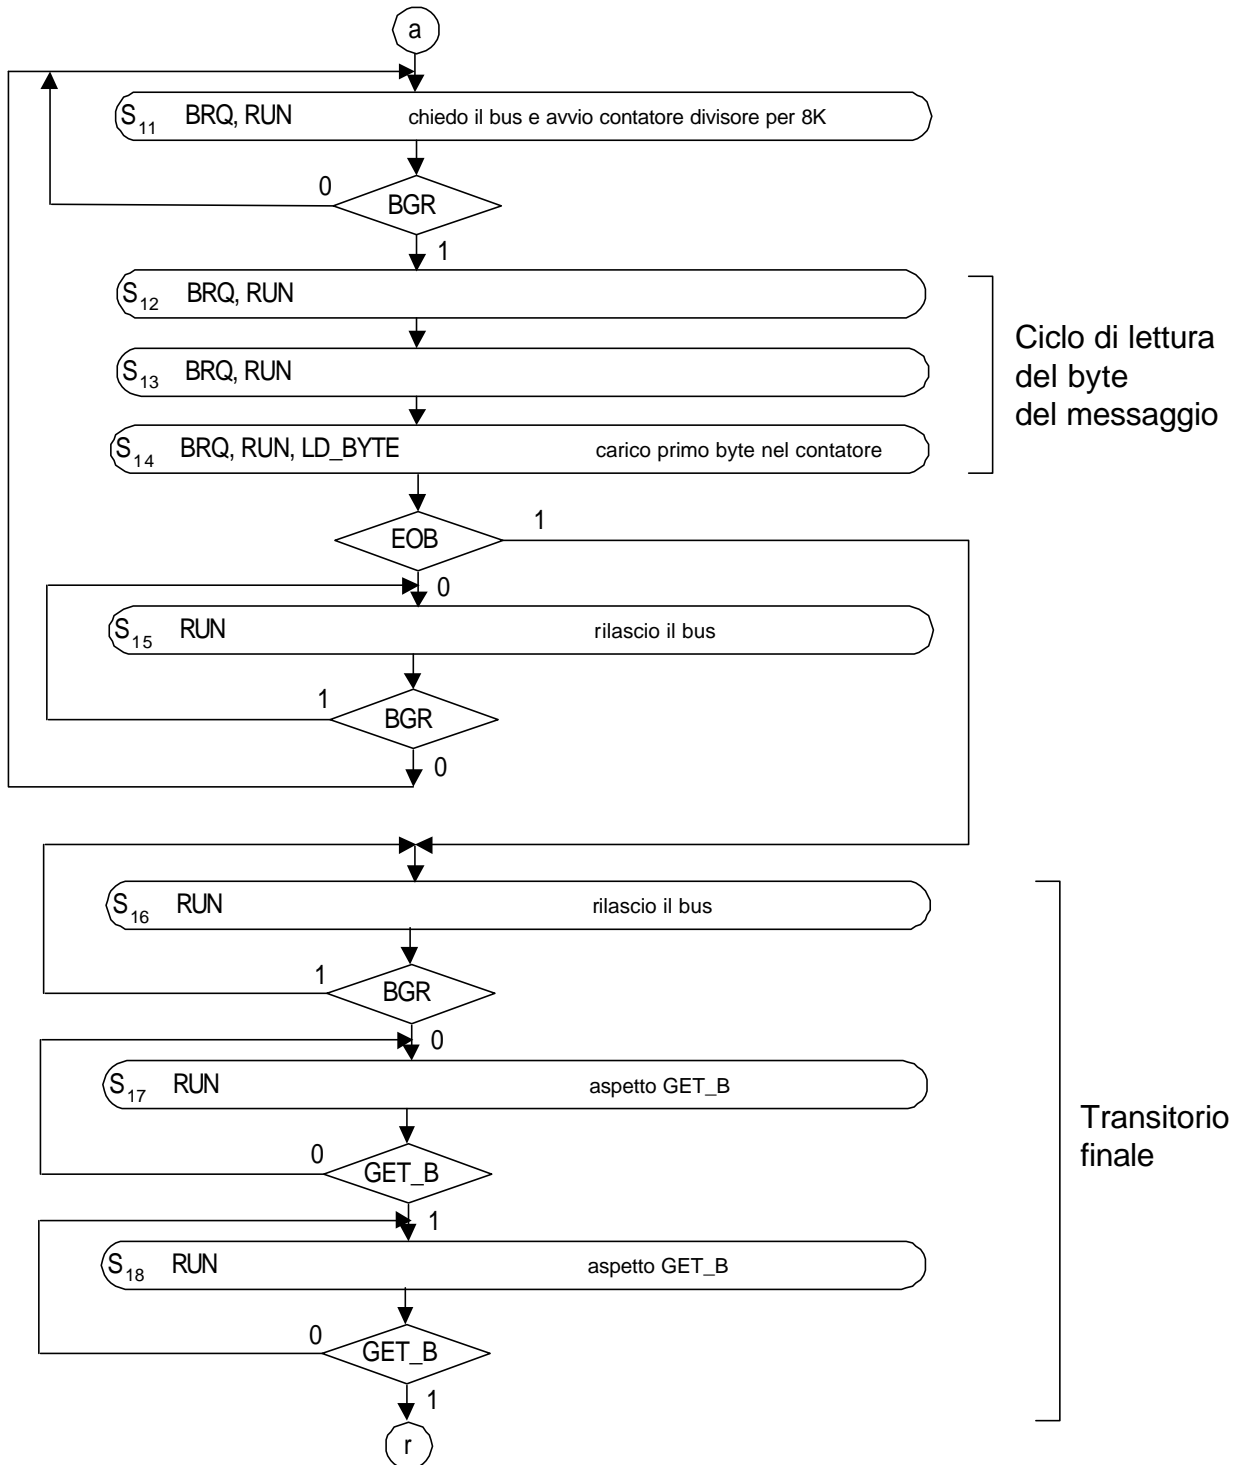 a
S11 BRQ, RUN chiedo il bus e avvio contatore divisore per 8K
0
BGR
1
S12 BRQ, RUN
S13 BRQ, RUN
Ciclo di lettura
del byte
del messaggio
S14 BRQ, RUN, LD_BYTE carico primo byte nel contatore
EOB
1
0
S15 RUN rilascio il bus
1
BGR
0
S16 RUN rilascio il bus
1
BGR
0
S17 RUN aspetto GET_B
0
GET_B
1
Transitorio
finale
S18 RUN aspetto GET_B
0
GET_B
1
r